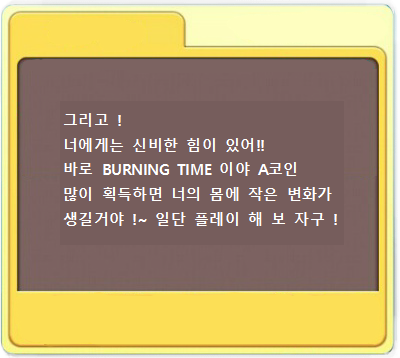 그리고 !
너에게는 신비한 힘이 있어!!
바로 BURNING TIME 이야 A코인
많이 획득하면 너의 몸에 작은 변화가
생길거야 !~ 일단 플레이 해 보 자구 !